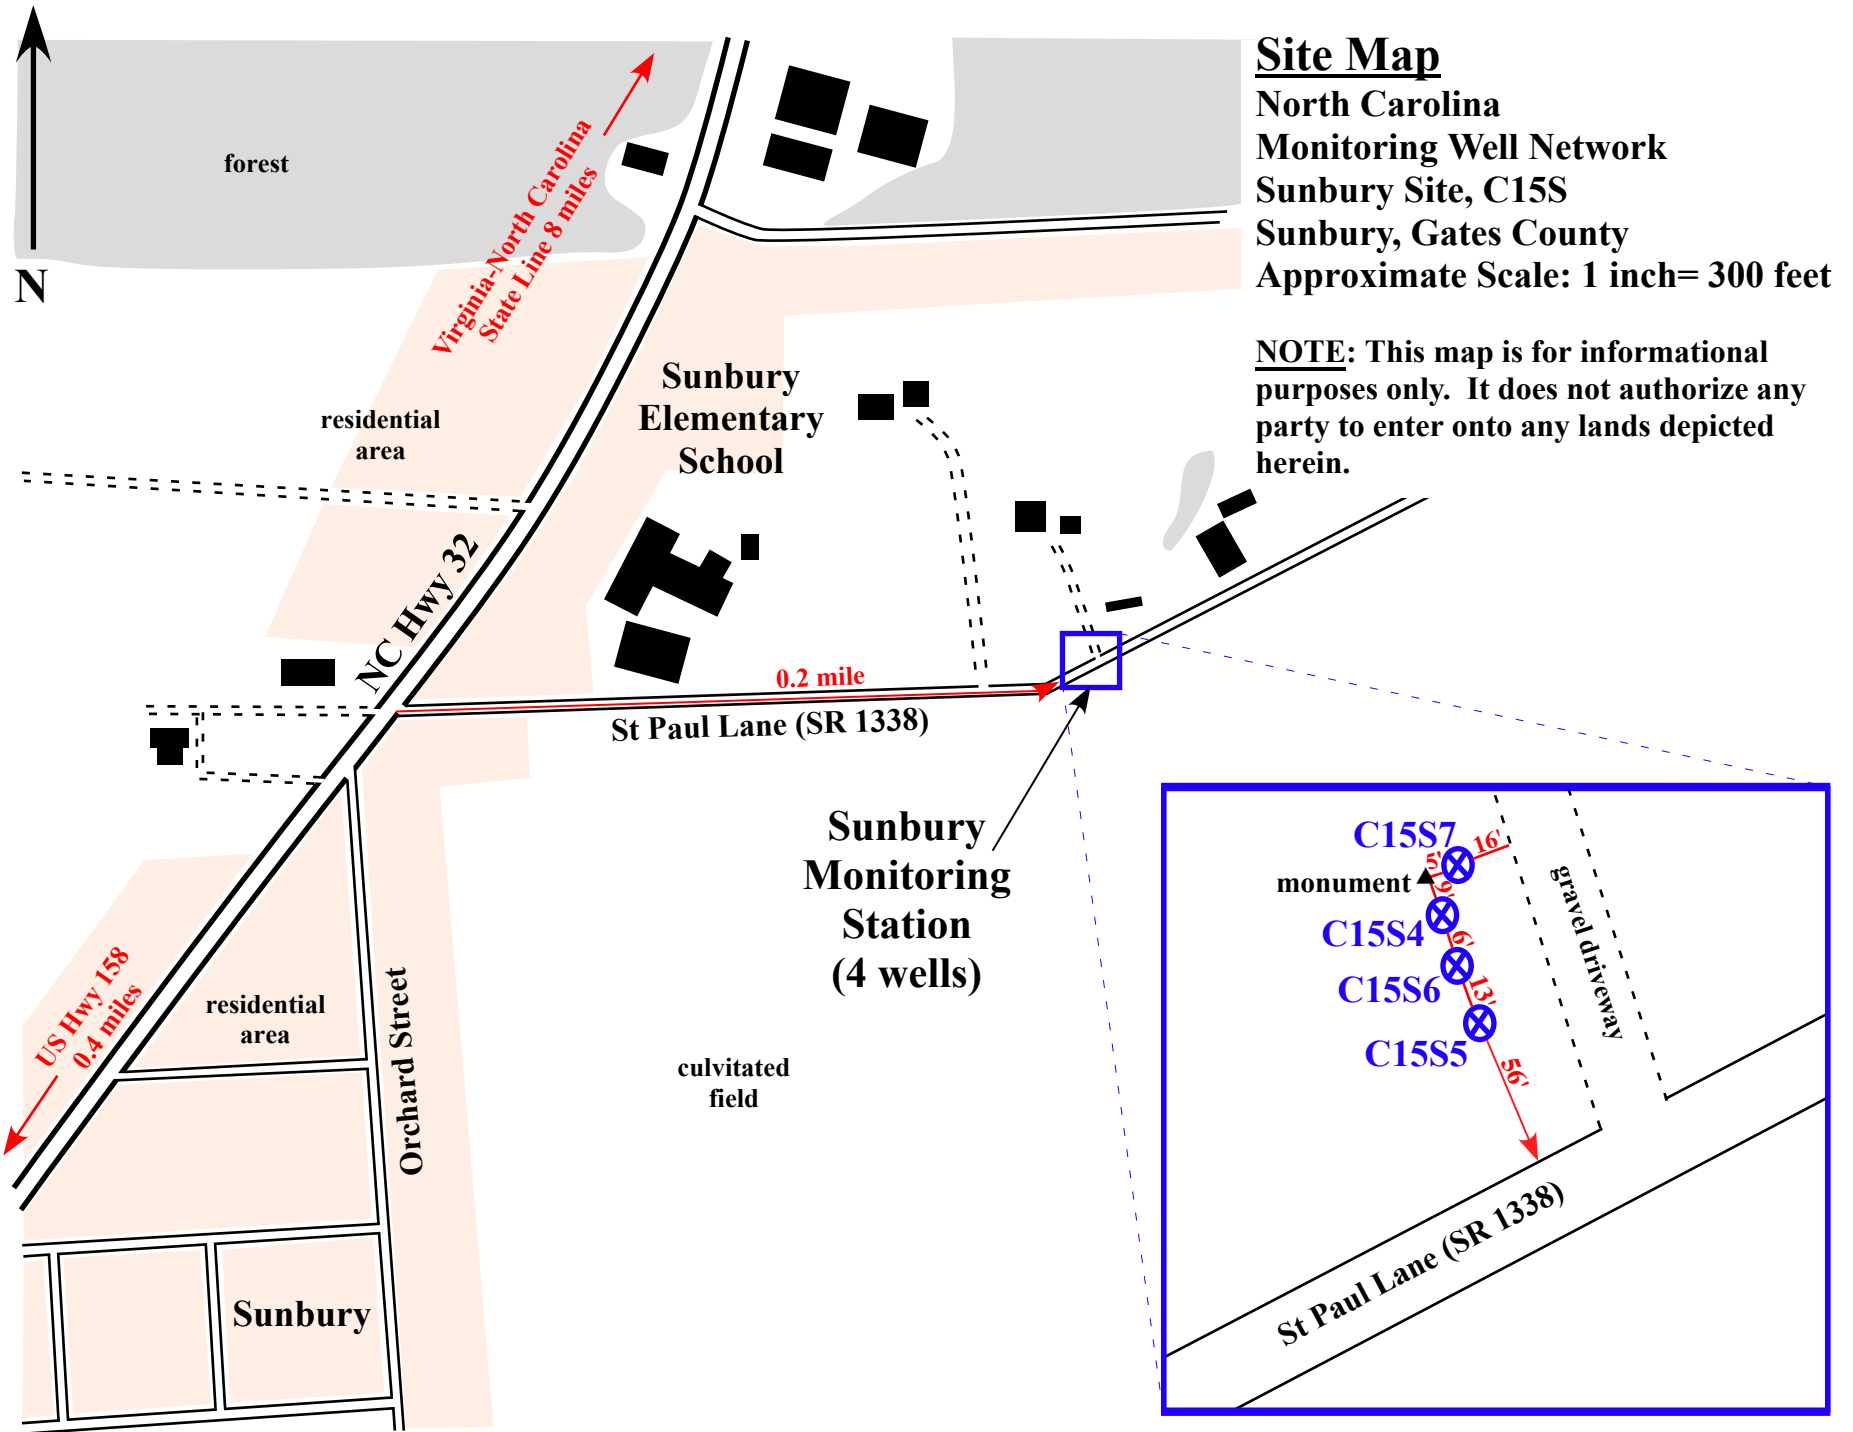 Site Map
North Carolina
Monitoring Well Network
Sunbury Site, C15S
Sunbury, Gates County
Approximate Scale: 1 inch= 300 feet
NOTE: This map is for informational
purposes only.  It does not authorize any
party to enter onto any lands depicted
herein.
N
forest
Virginia-North Carolina
State Line 8 miles
residential
area
Sunbury
Elementary
School
NC Hwy 32
0.2 mile
St Paul Lane (SR 1338)
Sunbury
Monitoring
Station
(4 wells)
US Hwy 158
0.4 miles
residential
area
Orchard Street
culvitated
field
Sunbury
C15S7
16'
5'
monument
9'
C15S4
6'
C15S6
13'
C15S5
56'
gravel driveway
St Paul Lane (SR 1338)